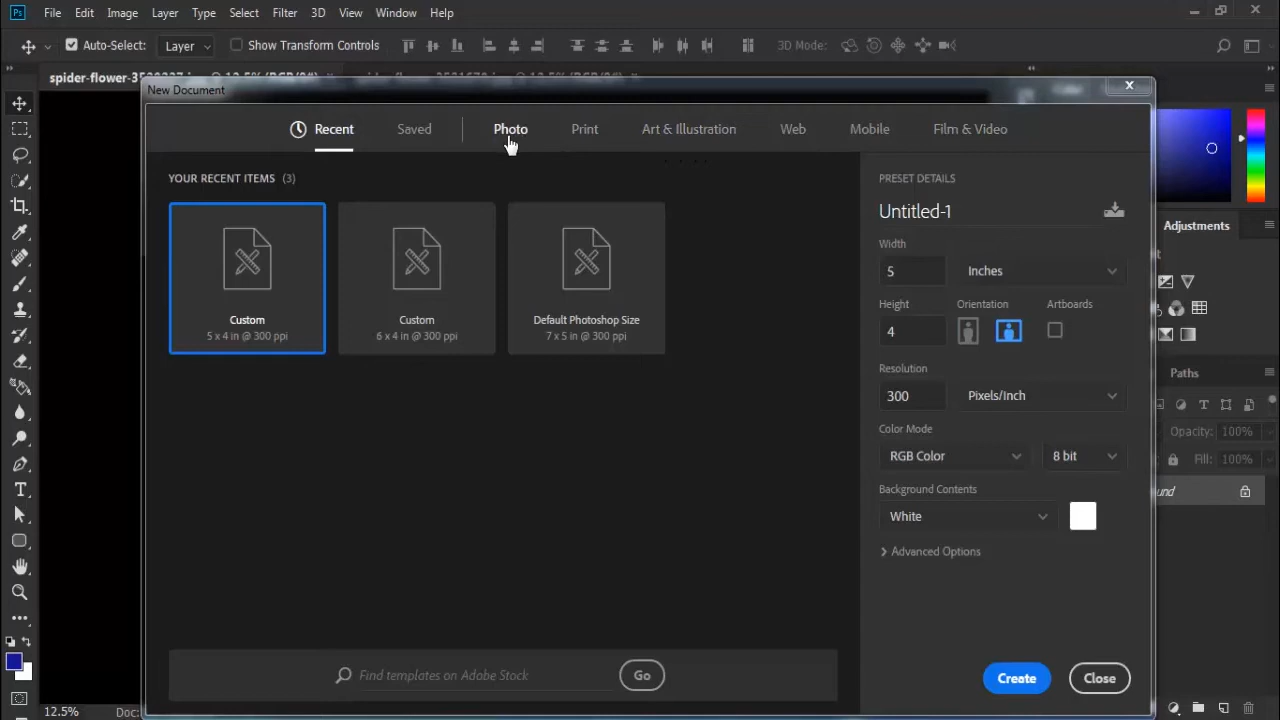 Ps File Edit Image Layer Type Select Filter 3D View Window Help
Auto-Select: Layer Show Transform Controls 3D Mode:
spider-flower-3520327.j
New Document
Recent Saved Photo Print Art & Illustration Web Mobile Film & Video
YOUR RECENT ITEMS (3)
Custom
5 x 4 in @ 300 ppi
Custom
6 x 4 in @ 300 ppi
Default Photoshop Size
7 x 5 in @ 300 ppi
Find templates on Adobe Stock Go
PRESET DETAILS
Untitled-1
Width
5 Inches
Height Orientation Artboards
4
Resolution
300 Pixels/Inch
Color Mode
RGB Color 8 bit
Background Contents
White
Advanced Options
Create Close
Adjustments
Paths
Opacity: 100%
Fill: 100%
12.5% Doc: